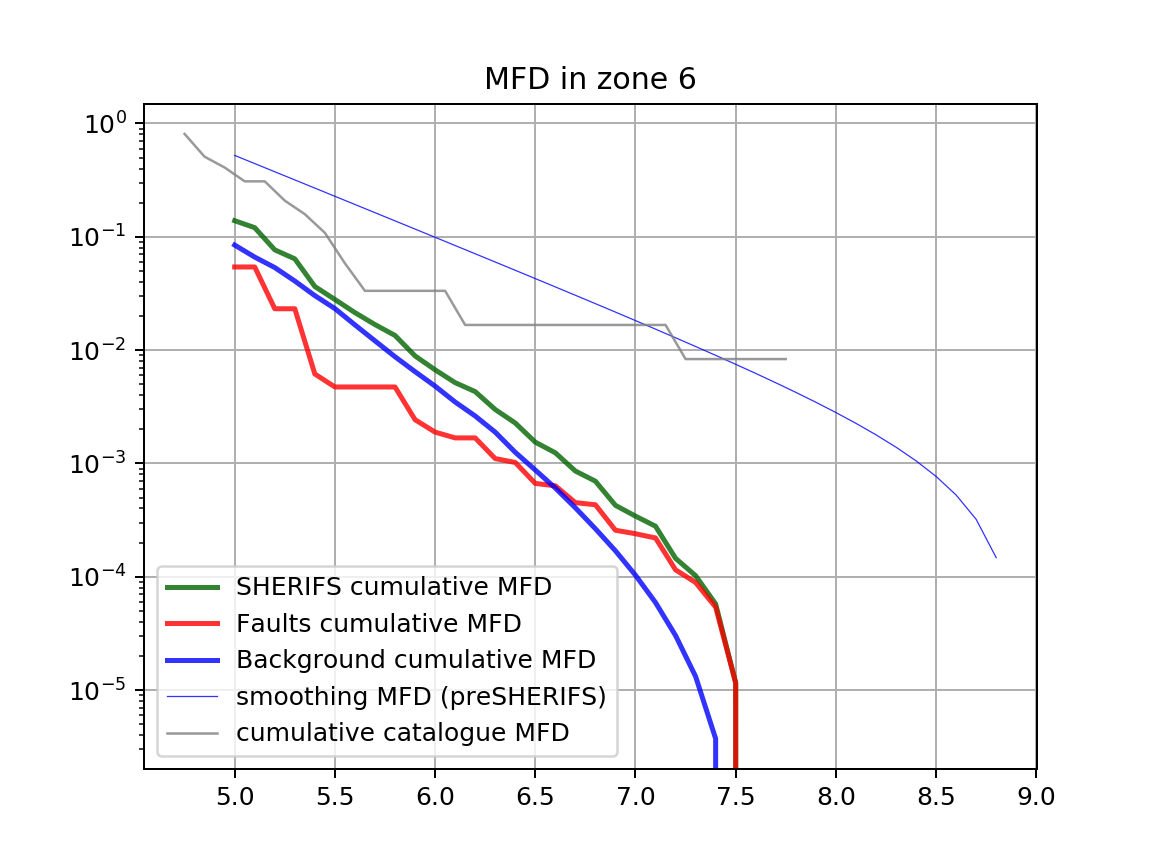 MFD in zone 6
10⁰
10⁻¹
10⁻²
10⁻³
10⁻⁴
10⁻⁵
SHERIFS cumulative MFD
Faults cumulative MFD
Background cumulative MFD
smoothing MFD (preSHERIFS)
cumulative catalogue MFD
5.0 5.5 6.0 6.5 7.0 7.5 8.0 8.5 9.0